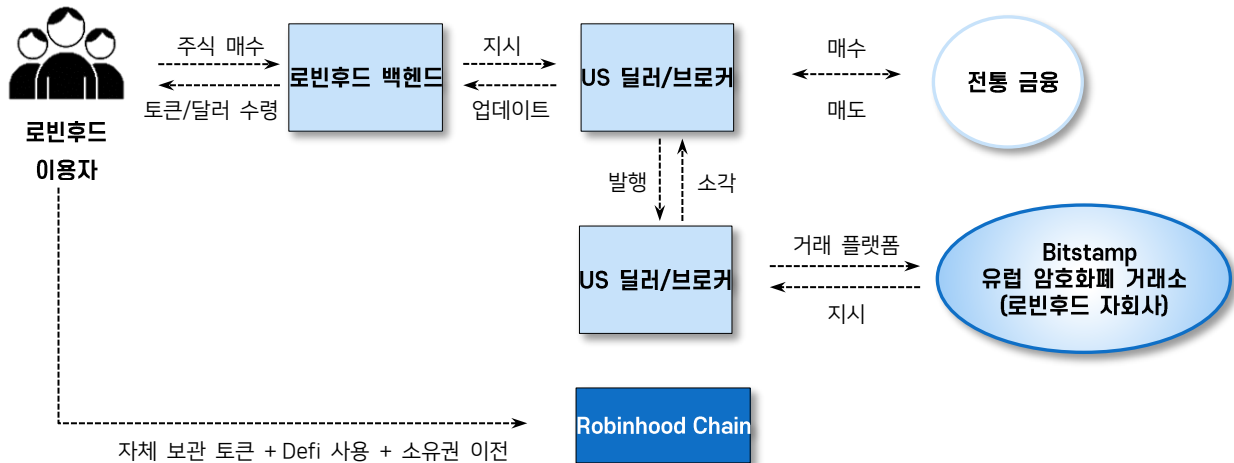 주식 매수
토큰/달러 수령
로빈후드
이용자
로빈후드 백헨드
지시
업데이트
US 딜러/브로커
매수
매도
전통 금융
발행
소각
US 딜러/브로커
거래 플랫폼
지시
Bitstamp
유럽 암호화폐 거래소
(로빈후드 자회사)
Robinhood Chain
자체 보관 토큰 + Defi 사용 + 소유권 이전